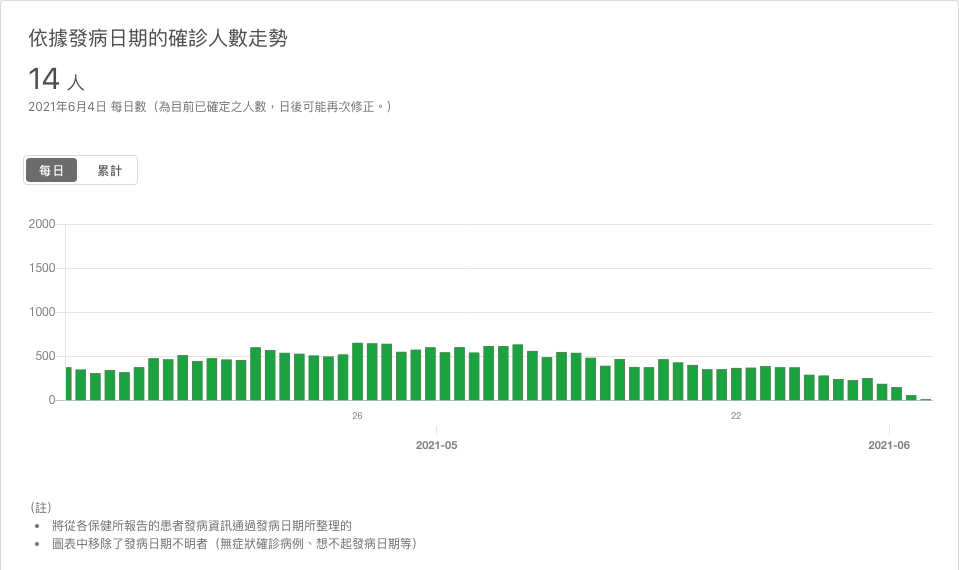 依據發病日期的確診人數走勢
14 人
2021年6月4日 每日數（為目前已確定之人數，日後可能再次修正。）
每日 累計
2000
1500
1000
500
0
26 22
2021-05 2021-06
（註）
• 將從各保健所報告的患者發病資訊通過發病日期所整理的
• 圖表中移除了發病日期不明者（無症狀確診病例、想不起發病日期等）